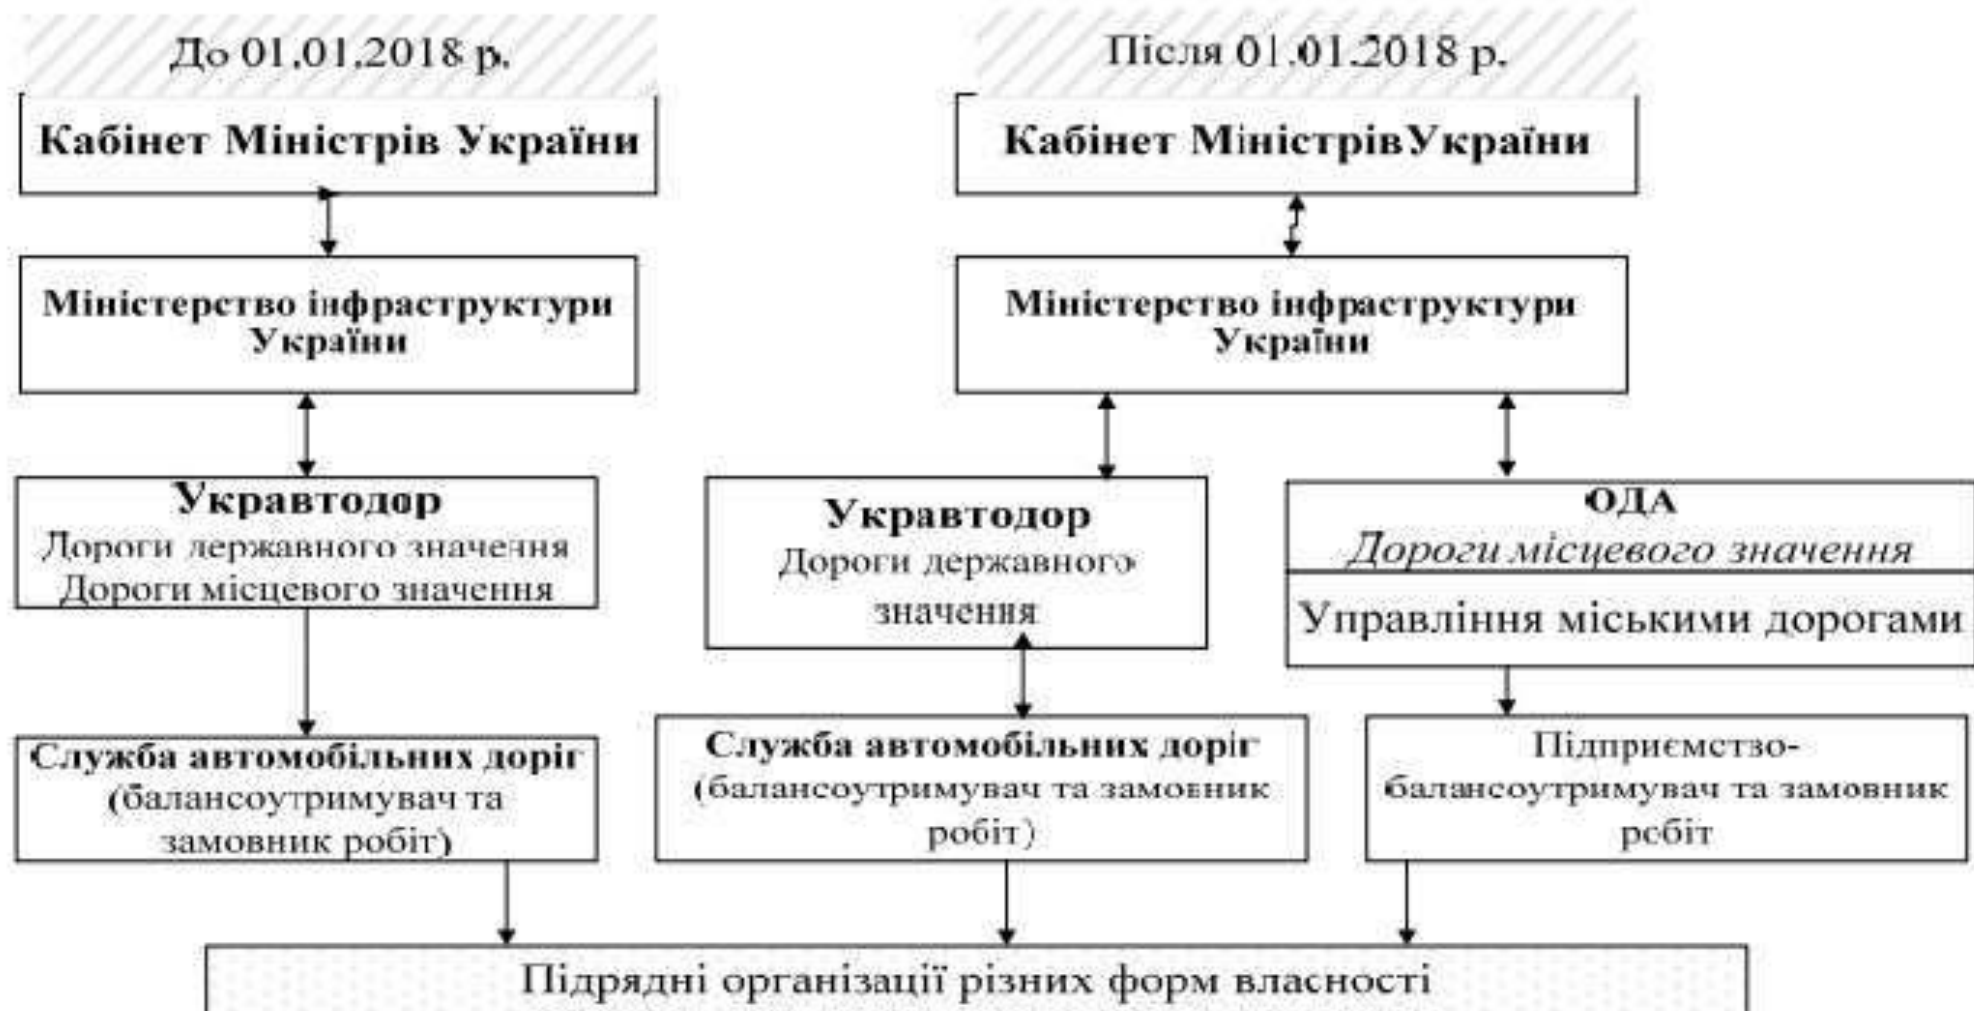 До 01.01.2018 р.
Кабінет Міністрів України
Міністерство інфраструктури
України
Укравтодор
Дороги державного значення
Дороги місцевого значення
Служба автомобільних доріг
(балансоутримувач та
замовник робіт)
Після 01.01.2018 р.
Кабінет Міністрів України
Міністерство інфраструктури
України
Укравтодор
Дороги державного
значення
ОДА
Дороги місцевого значення
Управління міськими дорогами
Служба автомобільних доріг
(балансоутримувач та замовник
робіт)
Підприємство-
балансоутримувач та замовник
робіт
Підрядні організації різних форм власності